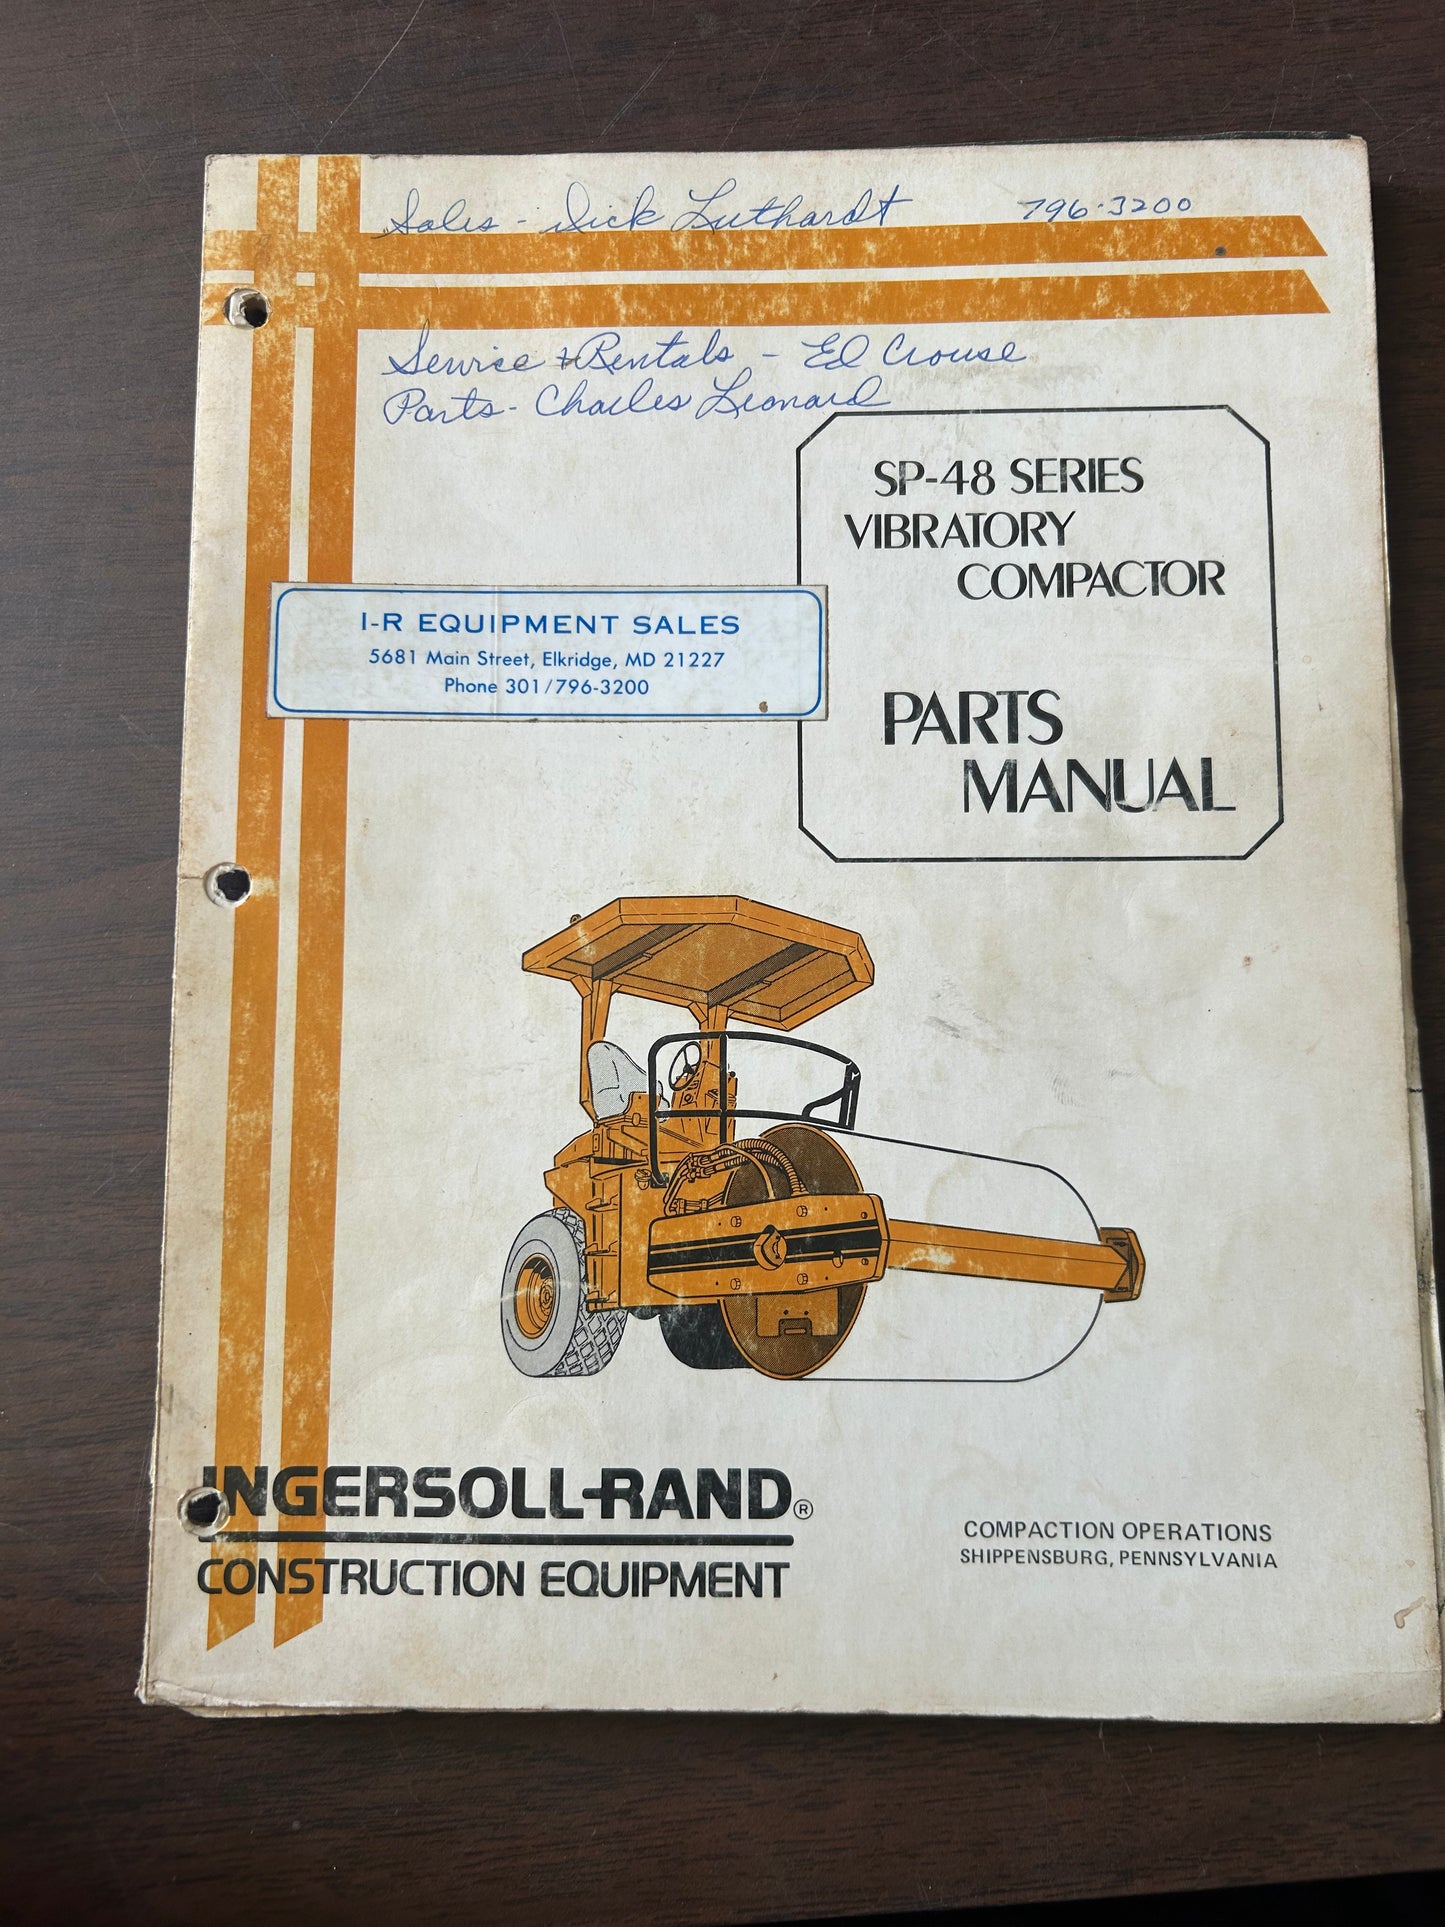 Sales - Dick Luthardt 796-3200
Service + Rentals - Ed Crouse
Parts - Charles Leonard
SP-48 SERIES
VIBRATORY
COMPACTOR
I-R EQUIPMENT SALES
5681 Main Street, Elkridge, MD 21227
Phone 301/796-3200
PARTS
MANUAL
INGERSOLL-RAND®
CONSTRUCTION EQUIPMENT
COMPACTION OPERATIONS
SHIPPENSBURG, PENNSYLVANIA